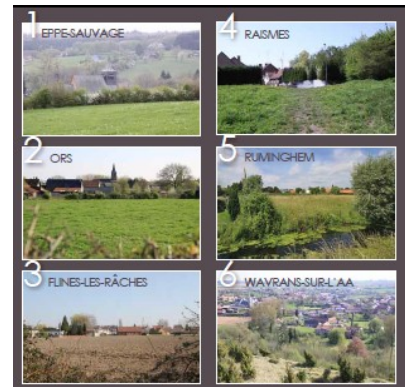 1 EPPE-SAUVAGE
2 ORS
3 FLINES-LES-RÂCHES
4 RAISMES
5 RUMINGHEM
6 WAVRANS-SUR-L'AA